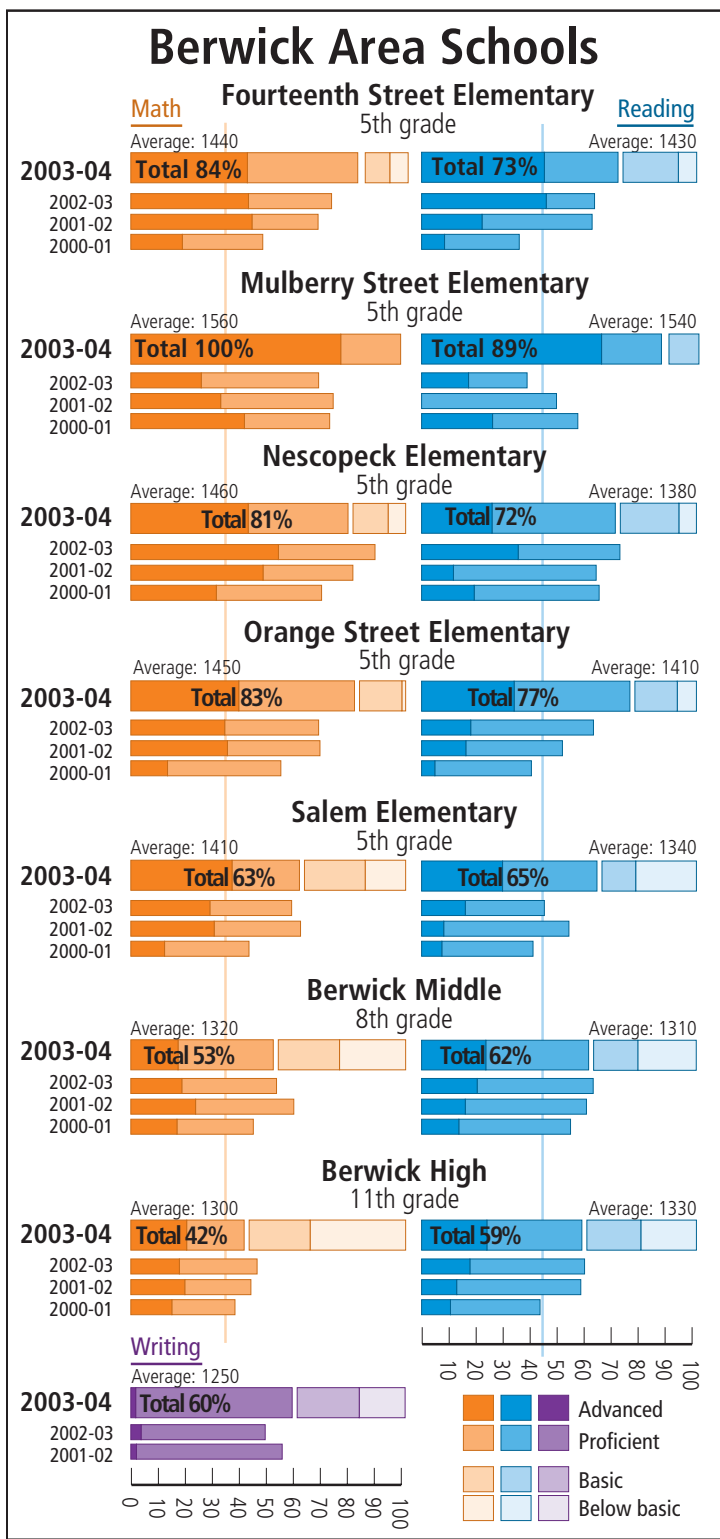 Berwick Area Schools
Fourteenth Street Elementary
Math 5th grade Reading
Average: 1440 Average: 1430
2003-04 Total 84% Total 73%
2002-03
2001-02
2000-01
Mulberry Street Elementary
5th grade
Average: 1560 Average: 1540
2003-04 Total 100% Total 89%
2002-03
2001-02
2000-01
Nescopeck Elementary
5th grade
Average: 1460 Average: 1380
2003-04 Total 81% Total 72%
2002-03
2001-02
2000-01
Orange Street Elementary
5th grade
Average: 1450 Average: 1410
2003-04 Total 83% Total 77%
2002-03
2001-02
2000-01
Salem Elementary
5th grade
Average: 1410 Average: 1340
2003-04 Total 63% Total 65%
2002-03
2001-02
2000-01
Berwick Middle
8th grade
Average: 1320 Average: 1310
2003-04 Total 53% Total 62%
2002-03
2001-02
2000-01
Berwick High
11th grade
Average: 1300 Average: 1330
2003-04 Total 42% Total 59%
2002-03
2001-02
2000-01
10 20 30 40 50 60 70 80 90 100
Writing
Average: 1250
2003-04 Total 60%
2002-03
2001-02
0 10 20 30 40 50 60 70 80 90 100
Advanced
Proficient
Basic
Below basic